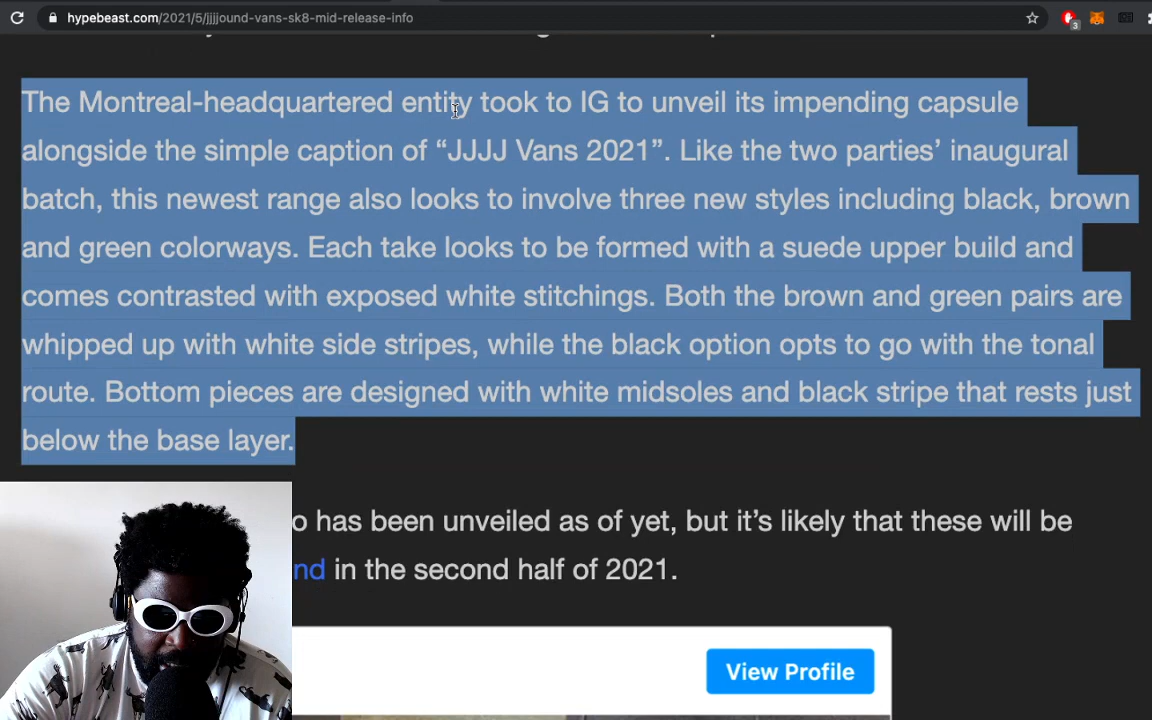 hypebeast.com/2021/5/jjjjound-vans-sk8-mid-release-info
3
The Montreal-headquartered entity took to IG to unveil its impending capsule
alongside the simple caption of “JJJJ Vans 2021”. Like the two parties’ inaugural
batch, this newest range also looks to involve three new styles including black, brown
and green colorways. Each take looks to be formed with a suede upper build and
comes contrasted with exposed white stitchings. Both the brown and green pairs are
whipped up with white side stripes, while the black option opts to go with the tonal
route. Bottom pieces are designed with white midsoles and black stripe that rests just
below the base layer.
o has been unveiled as of yet, but it’s likely that these will be
nd in the second half of 2021.
View Profile